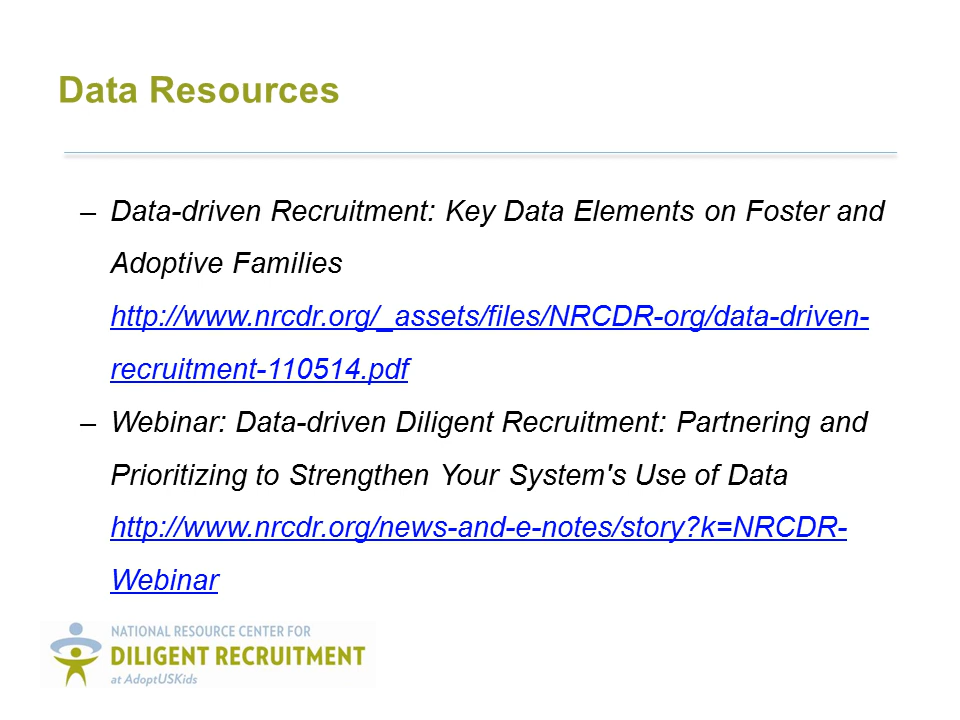 Data Resources
– Data-driven Recruitment: Key Data Elements on Foster and
Adoptive Families
http://www.nrcdr.org/_assets/files/NRCDR-org/data-driven-
recruitment-110514.pdf
– Webinar: Data-driven Diligent Recruitment: Partnering and
Prioritizing to Strengthen Your System's Use of Data
http://www.nrcdr.org/news-and-e-notes/story?k=NRCDR-
Webinar
NATIONAL RESOURCE CENTER FOR
DILIGENT RECRUITMENT
at AdoptUSKids